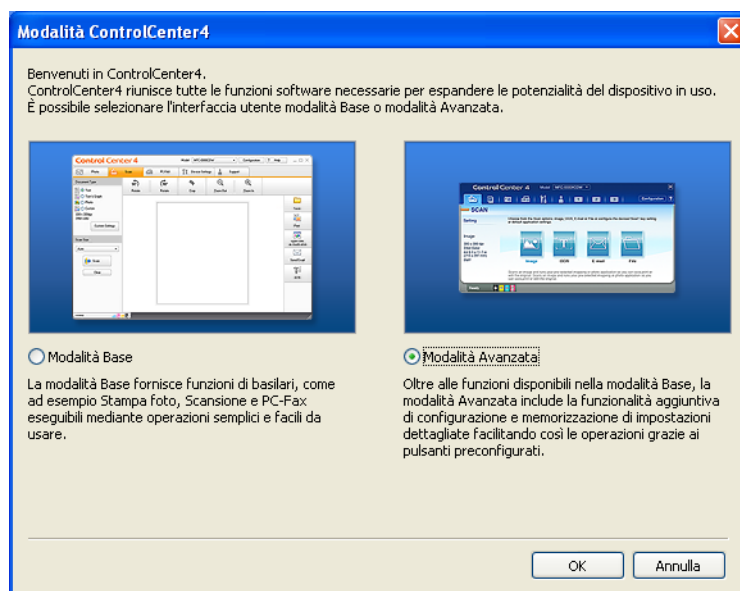 Modalità ControlCenter4
Benvenuti in ControlCenter4.
ControlCenter4 riunisce tutte le funzioni software necessarie per espandere le potenzialità del dispositivo in uso.
È possibile selezionare l'interfaccia utente modalità Base o modalità Avanzata.
Control Center 4
Control Center 4
SCAN
Image
OCR
E-mail
File
Modalità Base
La modalità Base fornisce funzioni di basilari, come
ad esempio Stampa foto, Scansione e PC-Fax
eseguibili mediante operazioni semplici e facili da
usare.
Modalità Avanzata
Oltre alle funzioni disponibili nella modalità Base, la
modalità Avanzata include la funzionalità aggiuntiva
di configurazione e memorizzazione di impostazioni
dettagliate facilitando così le operazioni grazie ai
pulsanti preconfigurati.
OK
Annulla